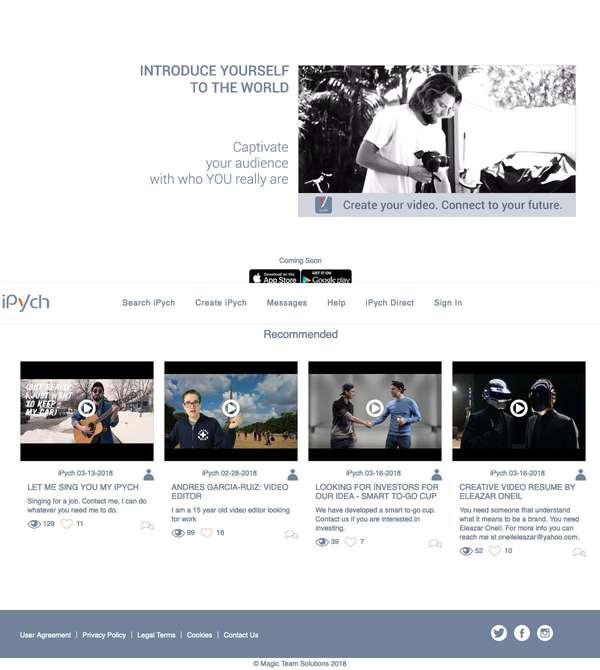 INTRODUCE YOURSELF
TO THE WORLD
Captivate
your audience
with who YOU really are
Create your video. Connect to your future.
Coming Soon
Download on the
App Store
GET IT ON
Google play
iPych
Search iPych
Create iPych
Messages
Help
iPych Direct
Sign In
Recommended
(BUT REALLY
I JUST WANT
TO KEEP
MY CAR)
iPych 03-13-2018
LET ME SING YOU MY IPYCH
Singing for a job. Contact me, I can do
whatever you need me to do.
129
11
iPych 02-28-2018
ANDRES GARCIA-RUIZ: VIDEO
EDITOR
I am a 15 year old video editor looking
for work
99
16
iPych 03-16-2018
LOOKING FOR INVESTORS FOR
OUR IDEA - SMART TO-GO CUP
We have developed a smart to-go cup.
Contact us if you are interested in
investing.
39
7
iPych 03-16-2018
CREATIVE VIDEO RESUME BY
ELEAZAR ONEIL
You need someone that understand
what it means to be a brand. You need
Eleazar Oneil. For more info you can
reach me at oneileleazar@yahoo.com.
52
10
User Agreement | Privacy Policy | Legal Terms | Cookies | Contact Us
© Magic Team Solutions 2018